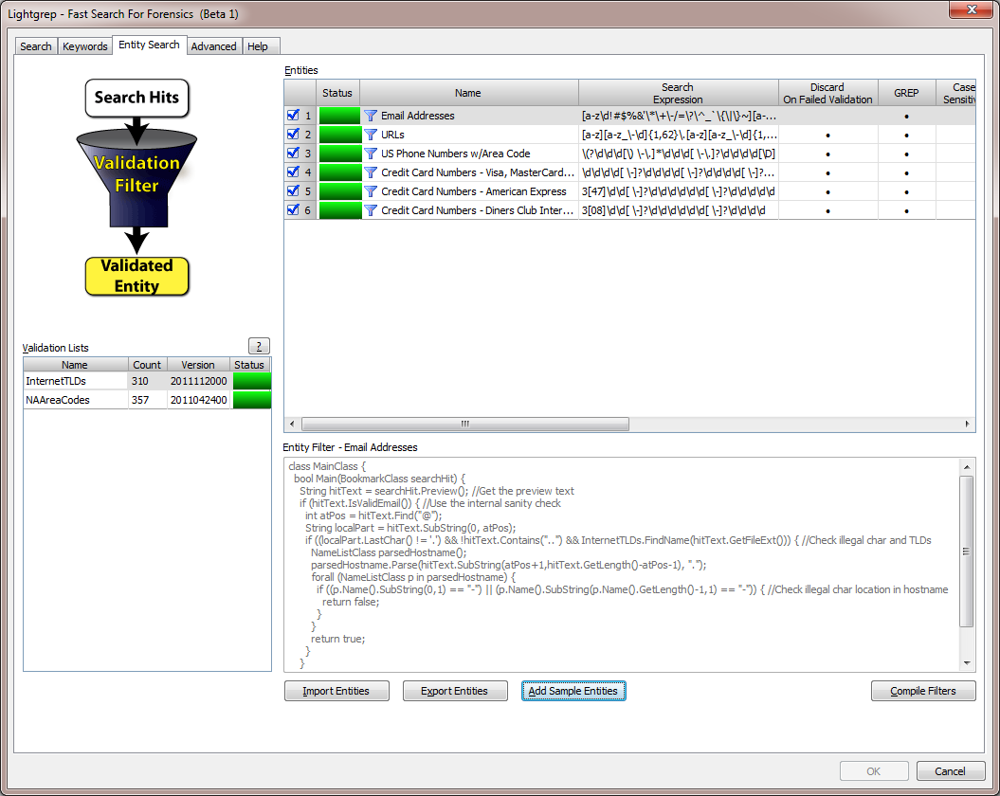 Lightgrep - Fast Search For Forensics (Beta 1)
Search Keywords Entity Search Advanced Help
Search Hits
Validation
Filter
Validated
Entity
Validation Lists ?
Name Count Version Status
InternetTLDs 310 2011112000
NAAreaCodes 357 2011042400
Entities
Status Name Search Expression Discard On Failed Validation GREP Case Sensitiv
1 Email Addresses [a-z\d!#$%&'\*\+\-/=\?\^_`\{\|\}~][a-... •
2 URLs [a-z][a-z_\-\d]{1,62}\.[a-z][a-z_\-\d]{1,... • •
3 US Phone Numbers w/Area Code \(?\d\d\d[\) \-\.]*\d\d\d[ \-\.]?\d\d\d\d[\D] • •
4 Credit Card Numbers - Visa, MasterCard... \d\d\d\d[ \-]?\d\d\d\d[ \-]?\d\d\d\d[ \-]?... • •
5 Credit Card Numbers - American Express 3[47]\d\d[ \-]?\d\d\d\d\d\d[ \-]?\d\d\d\d\d • •
6 Credit Card Numbers - Diners Club Inter... 3[08]\d\d[ \-]?\d\d\d\d\d\d[ \-]?\d\d\d\d • •
Entity Filter - Email Addresses
class MainClass {
bool Main(BookmarkClass searchHit) {
String hitText = searchHit.Preview(); //Get the preview text
if (hitText.IsValidEmail()) { //Use the internal sanity check
int atPos = hitText.Find("@");
String localPart = hitText.SubString(0, atPos);
if ((localPart.LastChar() != '.') && !hitText.Contains("..") && InternetTLDs.FindName(hitText.GetFileExt())) { //Check illegal char and TLDs
NameListClass parsedHostname();
parsedHostname.Parse(hitText.SubString(atPos+1,hitText.GetLength()-atPos-1), ".");
forall (NameListClass p in parsedHostname) {
if ((p.Name().SubString(0,1) == "-") || (p.Name().SubString(p.Name().GetLength()-1,1) == "-")) { //Check illegal char location in hostname
return false;
}
}
return true;
}
}
Import Entities Export Entities Add Sample Entities Compile Filters
OK Cancel